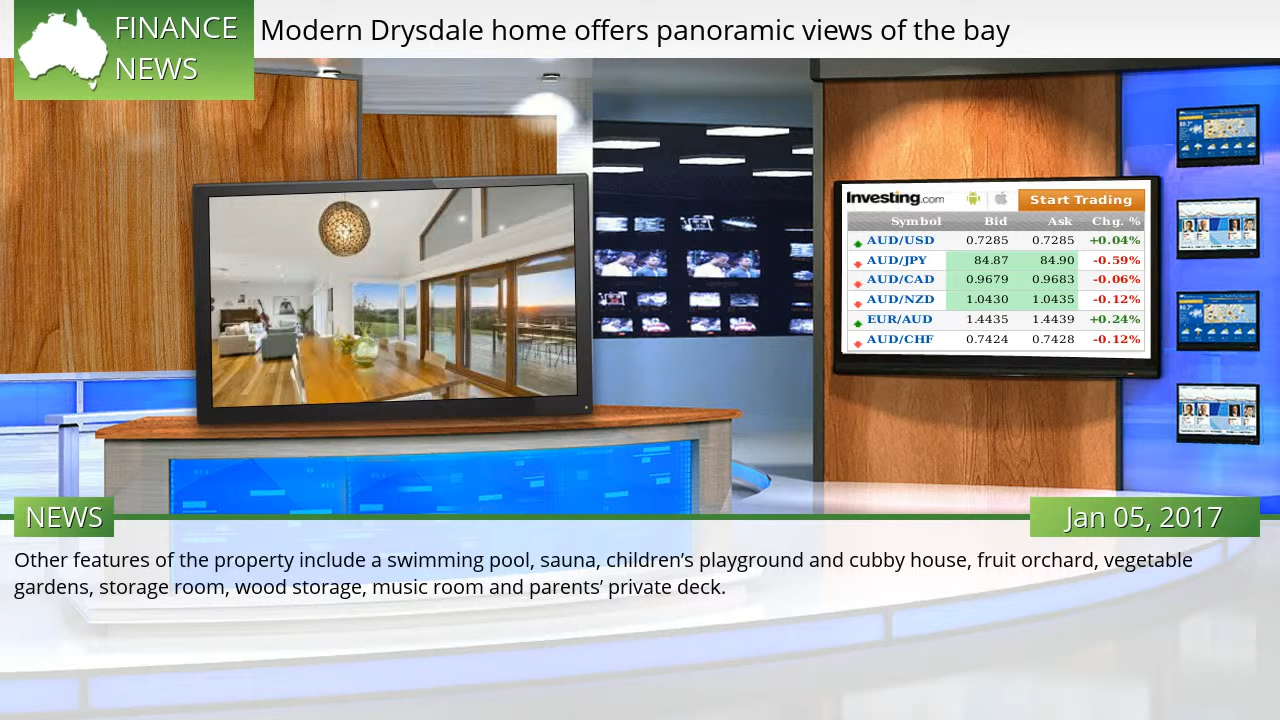 FINANCE
NEWS
Modern Drysdale home offers panoramic views of the bay
Investing.com
Start Trading
Symbol Bid Ask Chg. %
AUD/USD 0.7285 0.7285 +0.04%
AUD/JPY 84.87 84.90 -0.59%
AUD/CAD 0.9679 0.9683 -0.06%
AUD/NZD 1.0430 1.0435 -0.12%
EUR/AUD 1.4435 1.4439 +0.24%
AUD/CHF 0.7424 0.7428 -0.12%
NEWS
Jan 05, 2017
Other features of the property include a swimming pool, sauna, children’s playground and cubby house, fruit orchard, vegetable
gardens, storage room, wood storage, music room and parents’ private deck.